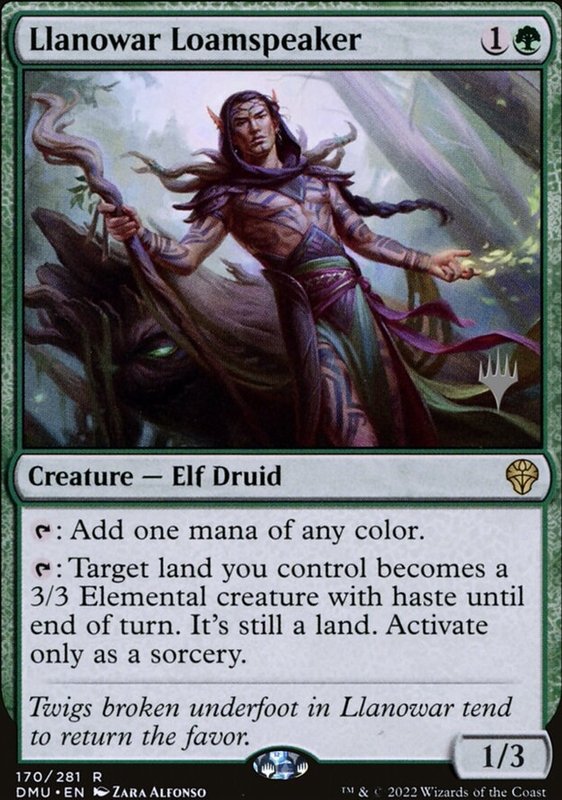 Llanowar Loamspeaker 1
Creature — Elf Druid
: Add one mana of any color.
: Target land you control becomes a
3/3 Elemental creature with haste until
end of turn. It's still a land. Activate
only as a sorcery.
Twigs broken underfoot in Llanowar tend
to return the favor.
1/3
170/281 R
DMU • EN Zara Alfonso
™ & © 2022 Wizards of the Coast